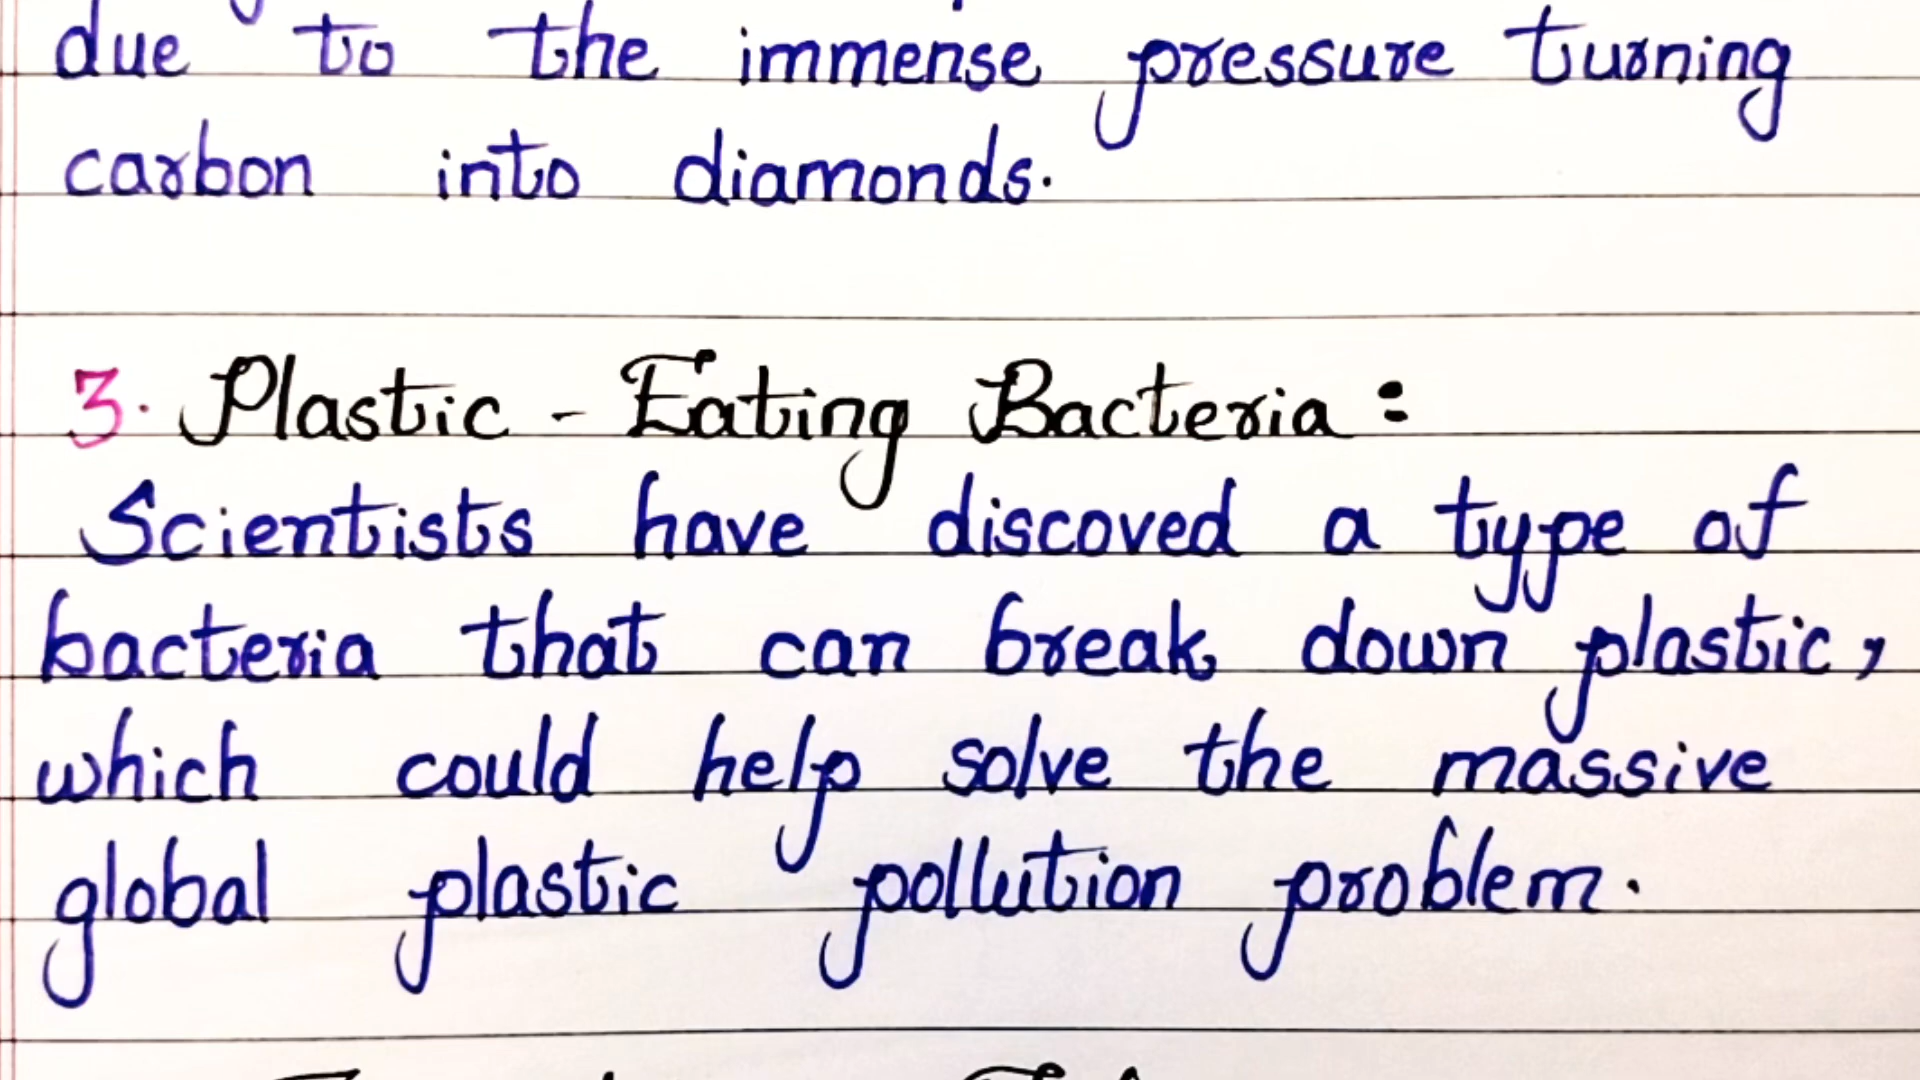 due to the immense pressure turning
carbon into diamonds.
3. Plastic - Eating Bacteria :
Scientists have discoved a type of
bacteria that can break down plastic,
which could help solve the massive
global plastic pollution problem.